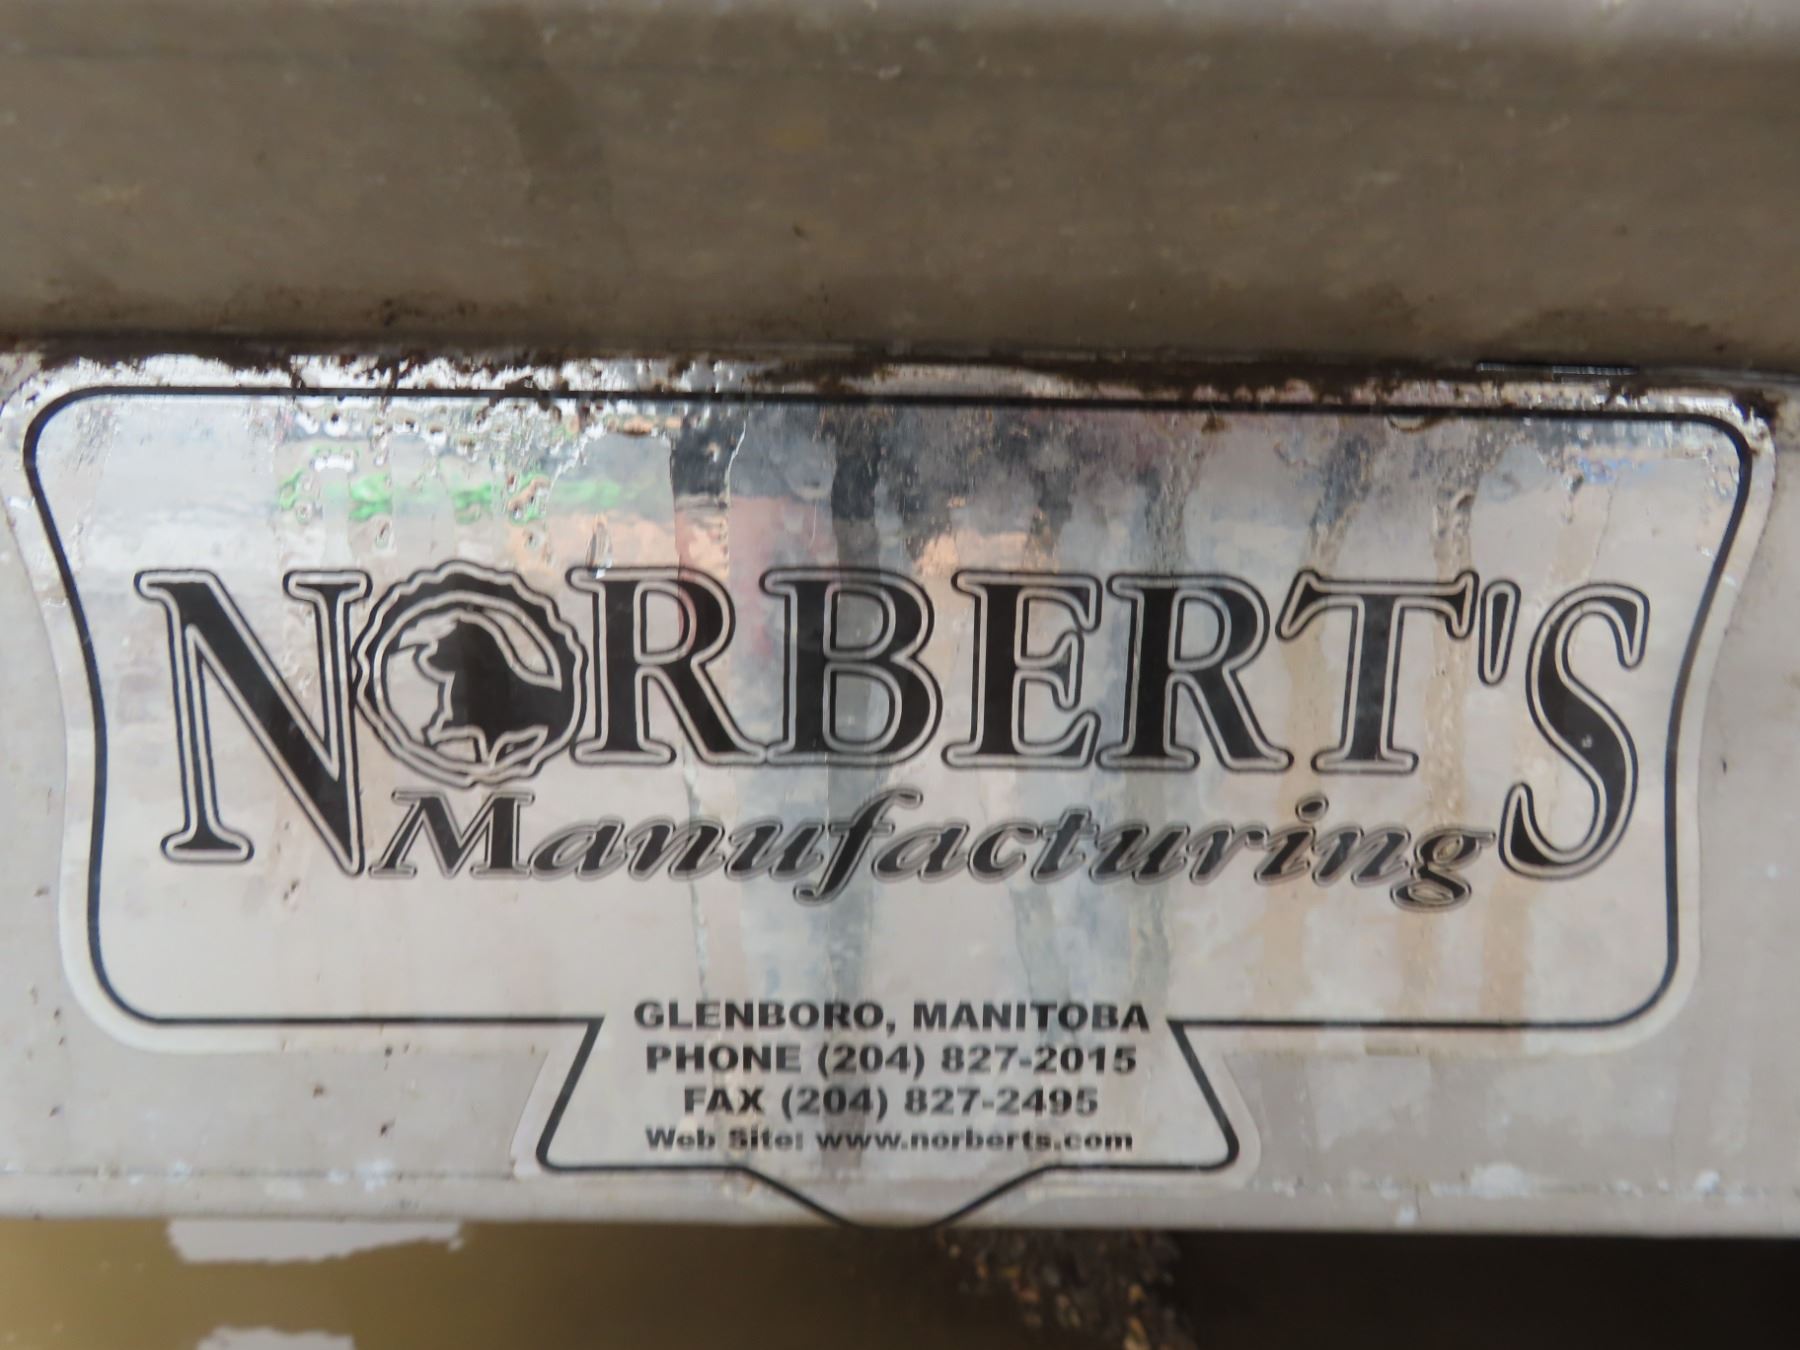 NORBERT'S
Manufacturing
GLENBORO, MANITOBA
PHONE (204) 827-2015
FAX (204) 827-2495
Web Site: www.norberts.com